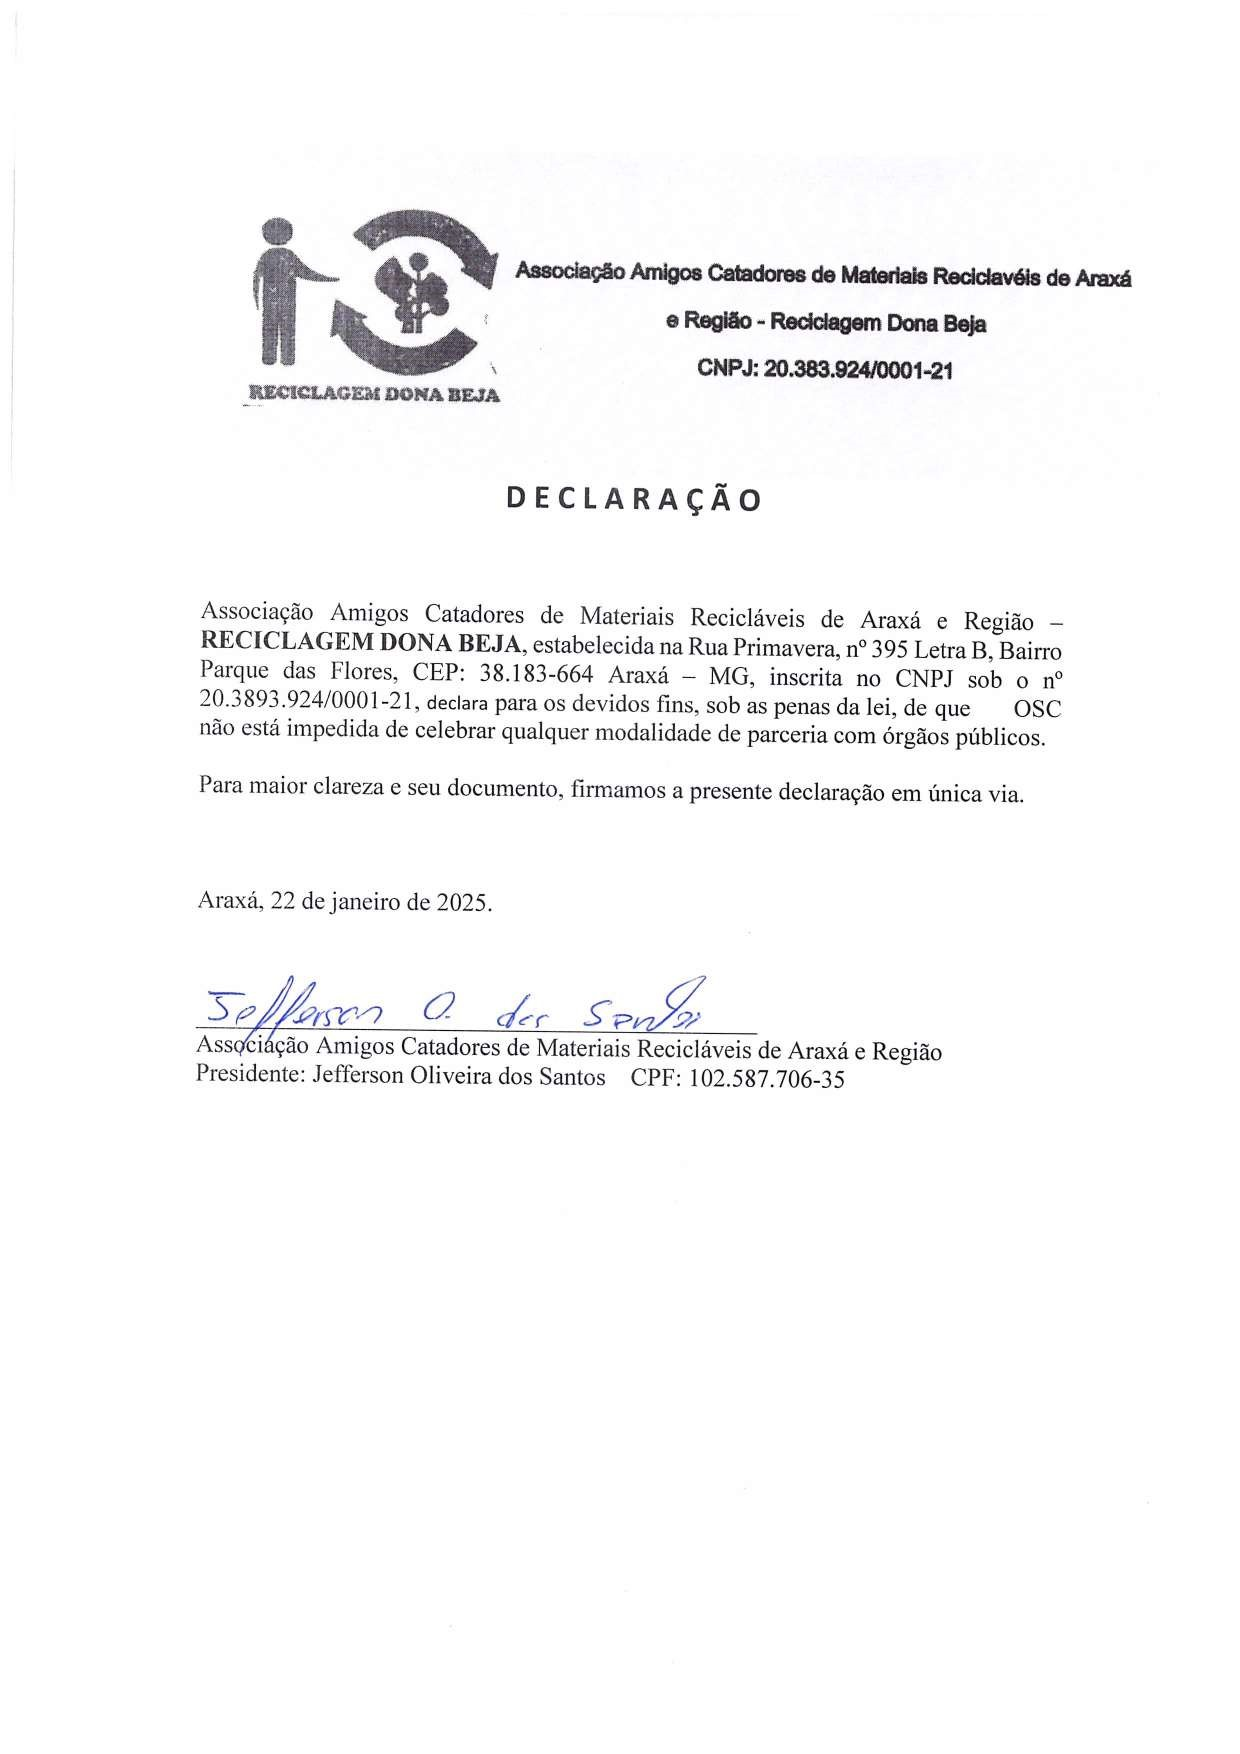 Associação Amigos Catadores de Materiais Reciclavéis de Araxá
e Região - Reciclagem Dona Beja
CNPJ: 20.383.924/0001-21
RECICLAGEM DONA BEJA
DECLARAÇÃO
Associação Amigos Catadores de Materiais Recicláveis de Araxá e Região –
RECICLAGEM DONA BEJA, estabelecida na Rua Primavera, nº 395 Letra B, Bairro
Parque das Flores, CEP: 38.183-664 Araxá – MG, inscrita no CNPJ sob o nº
20.3893.924/0001-21, declara para os devidos fins, sob as penas da lei, de que OSC
não está impedida de celebrar qualquer modalidade de parceria com órgãos públicos.
Para maior clareza e seu documento, firmamos a presente declaração em única via.
Araxá, 22 de janeiro de 2025.
Jefferson O. dos Santos
Associação Amigos Catadores de Materiais Recicláveis de Araxá e Região
Presidente: Jefferson Oliveira dos Santos CPF: 102.587.706-35